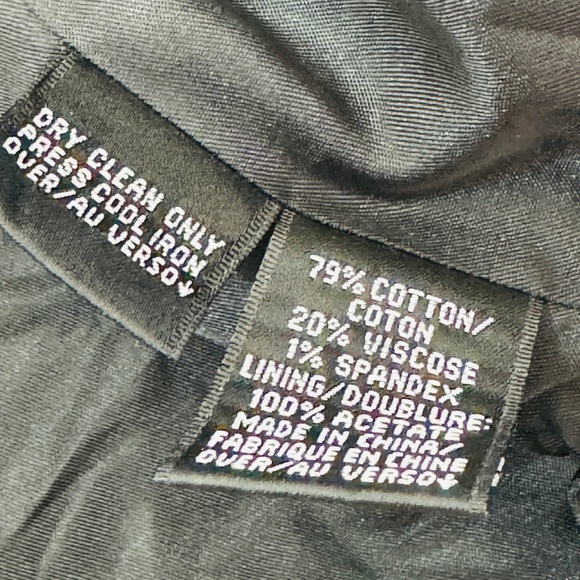 DRY CLEAN ONLY
PRESS COOL IRON
OVER/AU VERSO↓
79% COTTON/
COTON
20% VISCOSE
1% SPANDEX
LINING/DOUBLURE:
100% ACETATE
MADE IN CHINA/
FABRIQUE EN CHINE
OVER/AU VERSO↓